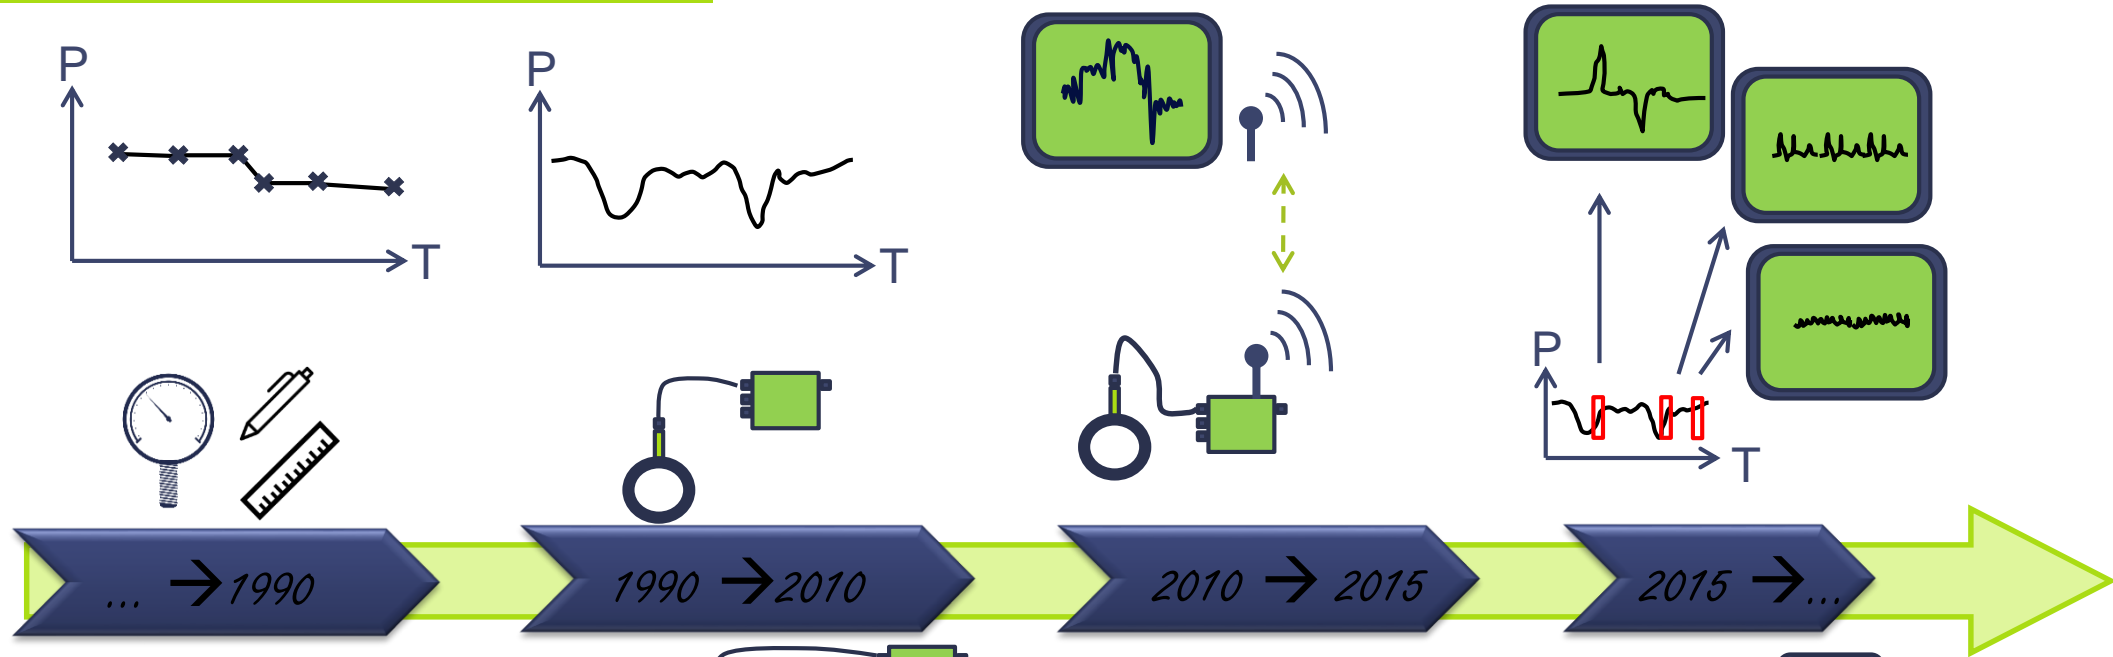 P
T
P
T
P
T
... → 1990
1990 → 2010
2010 → 2015
2015 → ...